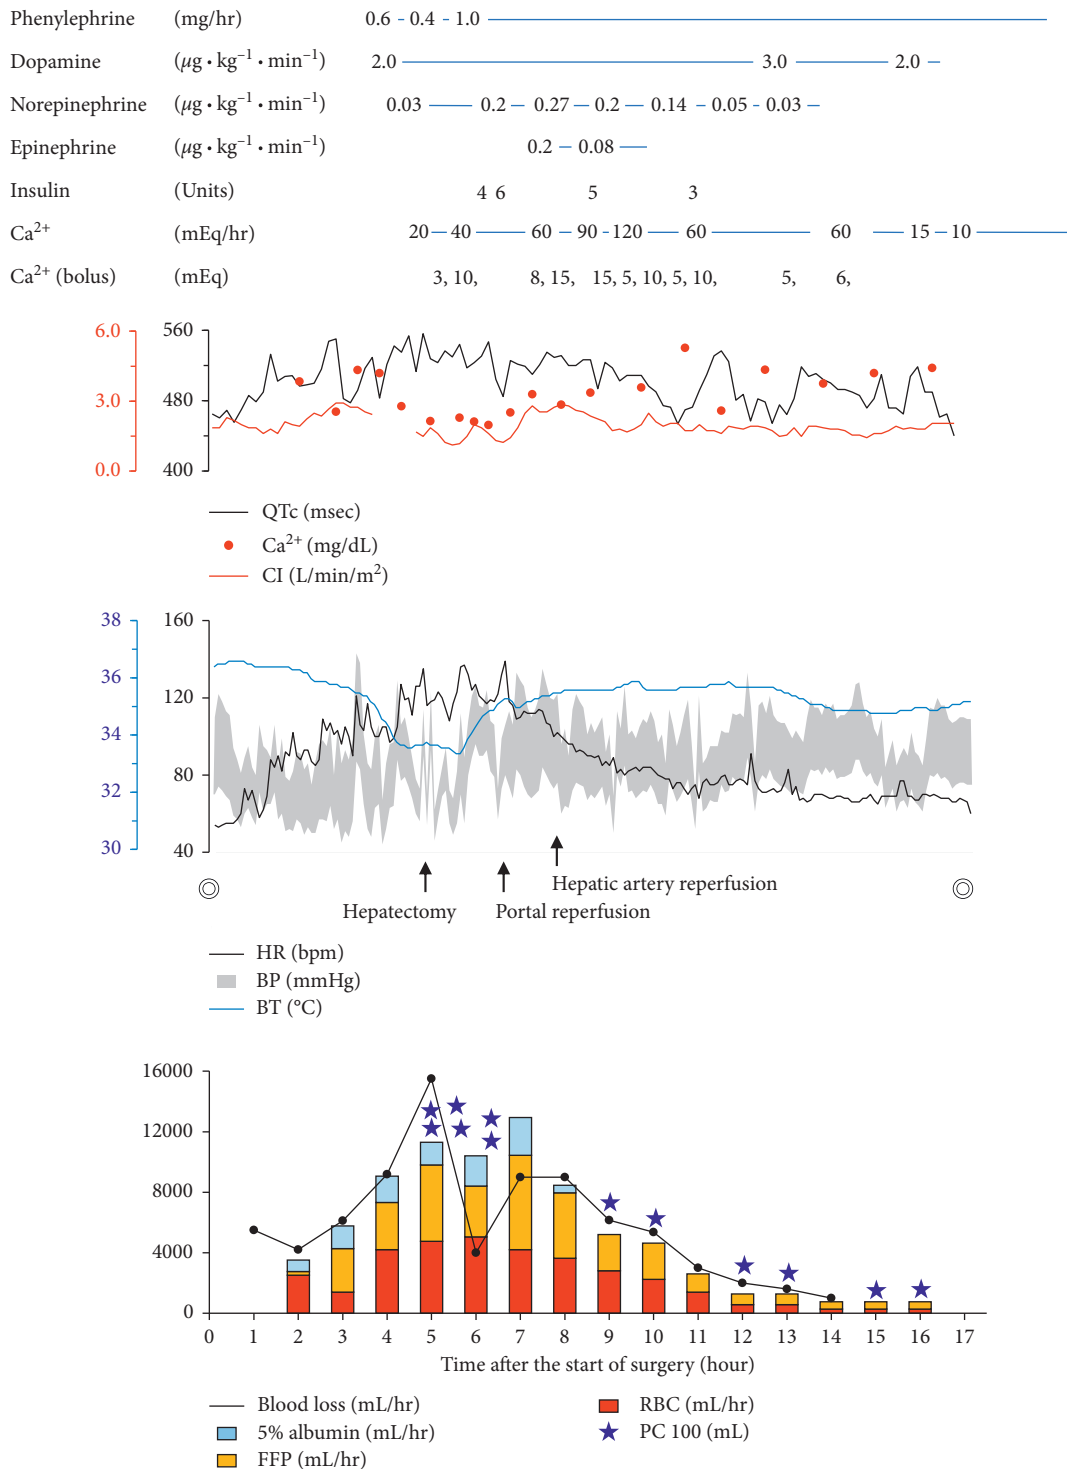 Phenylephrine (mg/hr) 0.6 0.4 1.0
Dopamine (μg · kg⁻¹ · min⁻¹) 2.0 3.0 2.0
Norepinephrine (μg · kg⁻¹ · min⁻¹) 0.03 0.2 0.27 0.2 0.14 0.05 0.03
Epinephrine (μg · kg⁻¹ · min⁻¹) 0.2 0.08
Insulin (Units) 4 6 5 3
Ca²⁺ (mEq/hr) 20 40 60 90 120 60 60 15 10
Ca²⁺ (bolus) (mEq) 3, 10, 8, 15, 15, 5, 10, 5, 10, 5, 6,
6.0 560
3.0 480
0.0 400
QTc (msec)
Ca²⁺ (mg/dL)
CI (L/min/m²)
38 160
36 120
34
32 80
30 40
Hepatic artery reperfusion
Hepatectomy Portal reperfusion
HR (bpm)
BP (mmHg)
BT (°C)
16000
12000
8000
4000
0
0 1 2 3 4 5 6 7 8 9 10 11 12 13 14 15 16 17
Time after the start of surgery (hour)
Blood loss (mL/hr) RBC (mL/hr)
5% albumin (mL/hr) PC 100 (mL)
FFP (mL/hr)